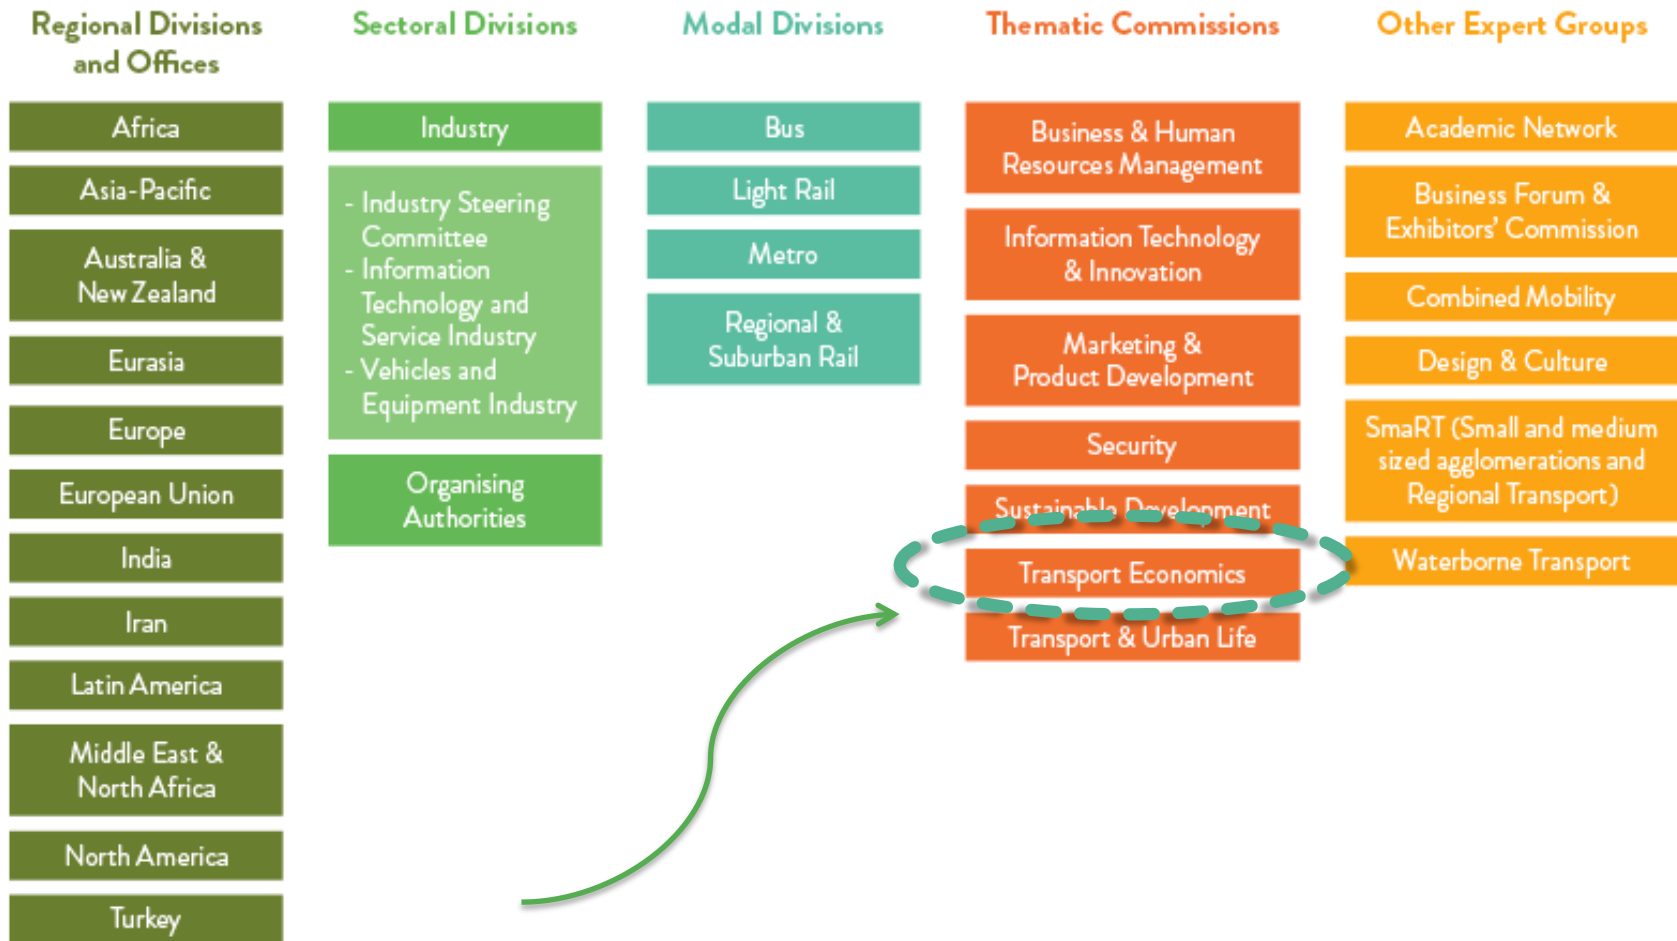 Regional Divisions
and Offices
Africa
Asia-Pacific
Australia &
New Zealand
Eurasia
Europe
European Union
India
Iran
Latin America
Middle East &
North Africa
North America
Turkey
Sectoral Divisions
Industry
- Industry Steering
Committee
- Information
Technology and
Service Industry
- Vehicles and
Equipment Industry
Organising
Authorities
Modal Divisions
Bus
Light Rail
Metro
Regional &
Suburban Rail
Thematic Commissions
Business & Human
Resources Management
Information Technology
& Innovation
Marketing &
Product Development
Security
Sustainable Development
Transport Economics
Transport & Urban Life
Other Expert Groups
Academic Network
Business Forum &
Exhibitors' Commission
Combined Mobility
Design & Culture
SmaRT (Small and medium
sized agglomerations and
Regional Transport)
Waterborne Transport